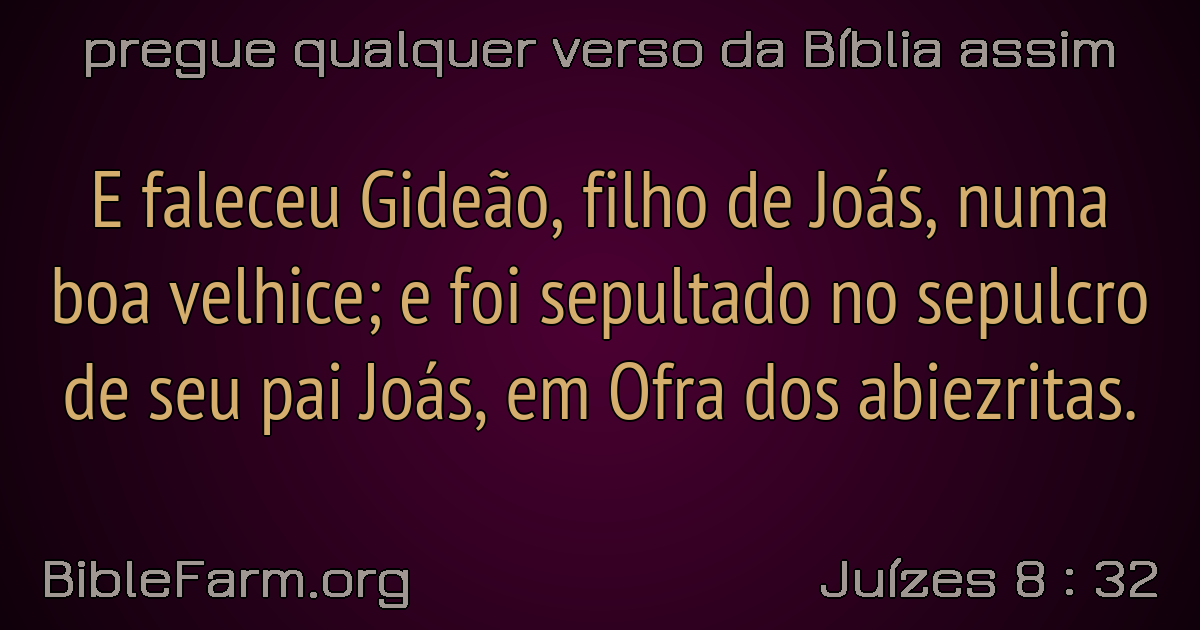 pregue qualquer verso da Bíblia assim
E faleceu Gideão, filho de Joás, numa
boa velhice; e foi sepultado no sepulcro
de seu pai Joás, em Ofra dos abiezritas.
BibleFarm.org
Juízes 8 : 32